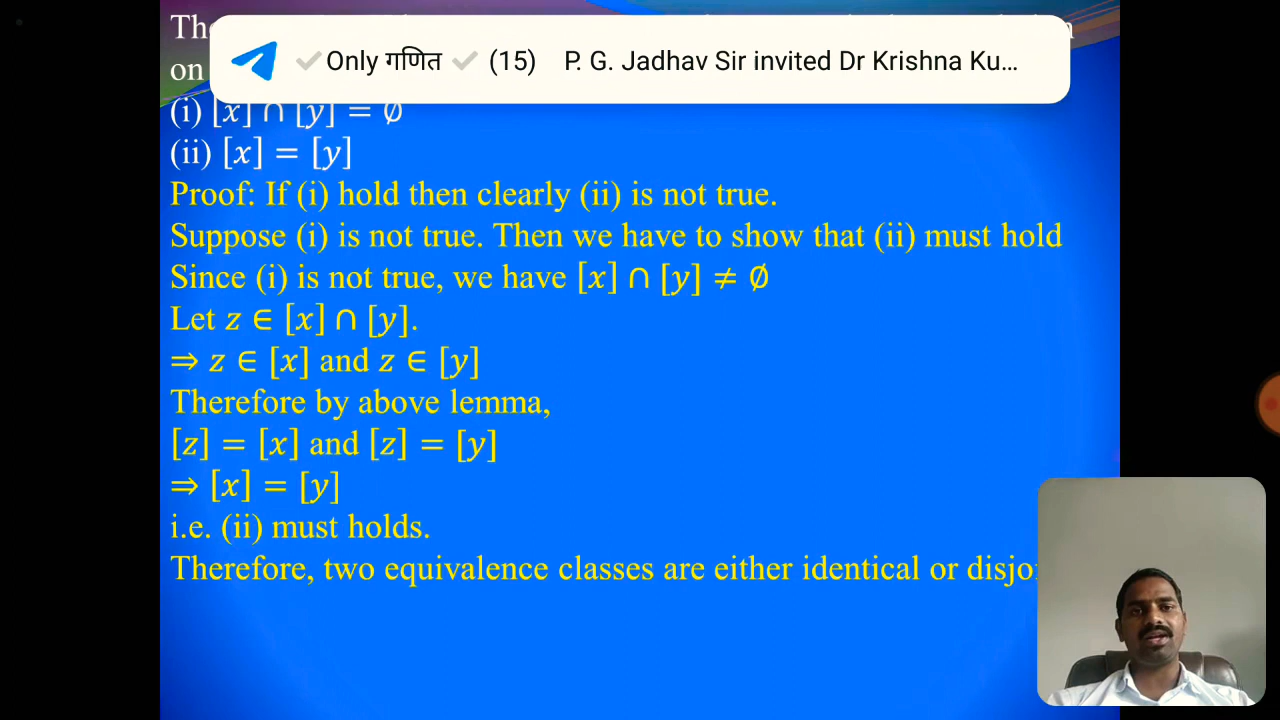 ✓Only गणित ✓ (15) P. G. Jadhav Sir invited Dr Krishna Ku...
on
(i) [x] ∩ [y] = ∅
(ii) [x] = [y]
Proof: If (i) hold then clearly (ii) is not true.
Suppose (i) is not true. Then we have to show that (ii) must hold
Since (i) is not true, we have [x] ∩ [y] ≠ ∅
Let z ∈ [x] ∩ [y].
⇒ z ∈ [x] and z ∈ [y]
Therefore by above lemma,
[z] = [x] and [z] = [y]
⇒ [x] = [y]
i.e. (ii) must holds.
Therefore, two equivalence classes are either identical or